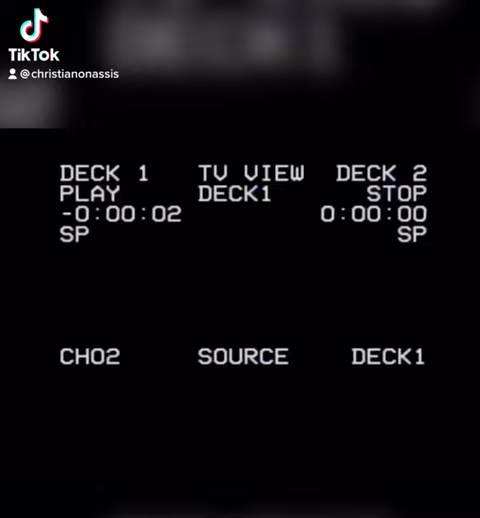 TikTok
@christianonassis
DECK 1 TV VIEW DECK 2
PLAY DECK1 STOP
-0:00:02 0:00:00
SP SP
CH02 SOURCE DECK1